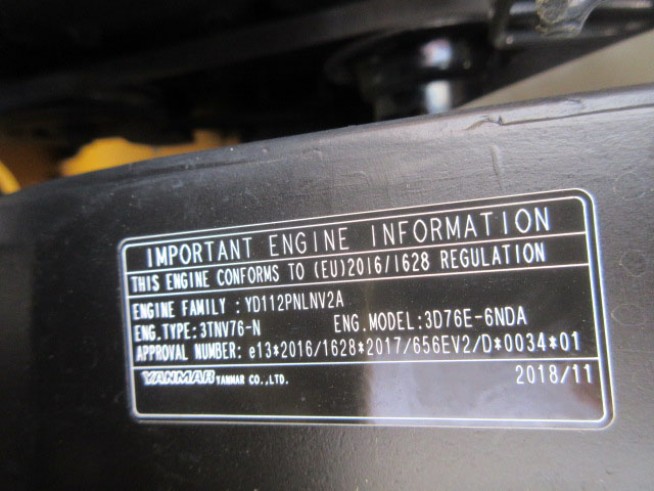 IMPORTANT ENGINE INFORMATION
THIS ENGINE CONFORMS TO (EU)2016/1628 REGULATION
ENGINE FAMILY : YD112PNLNV2A
ENG.TYPE:3TNV76-N ENG.MODEL:3D76E-6NDA
APPROVAL NUMBER: e13*2016/1628*2017/656EV2/D*0034*01
YANMAR YANMAR CO.,LTD. 2018/11